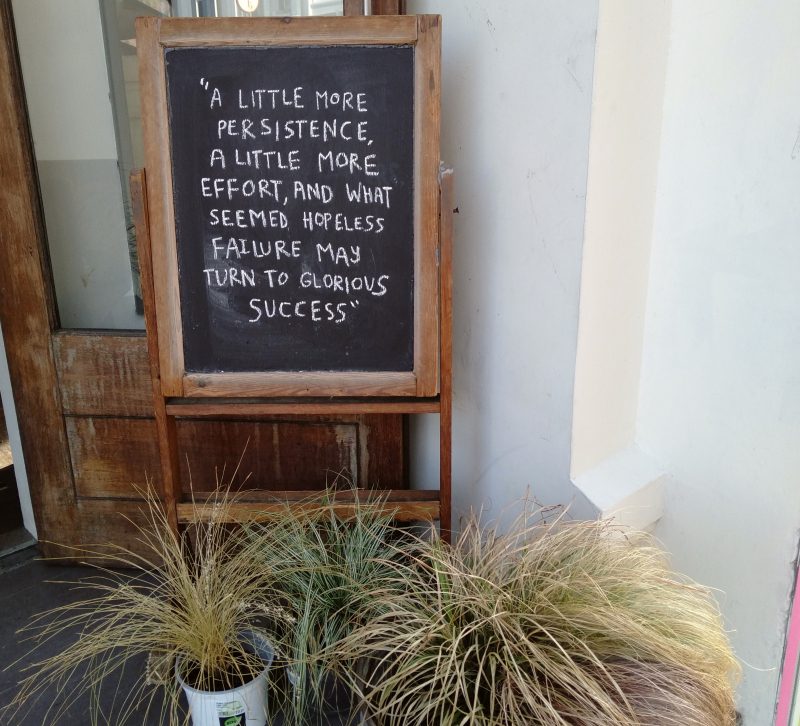 "A LITTLE MORE
PERSISTENCE,
A LITTLE MORE
EFFORT, AND WHAT
SEEMED HOPELESS
FAILURE MAY
TURN TO GLORIOUS
SUCCESS"